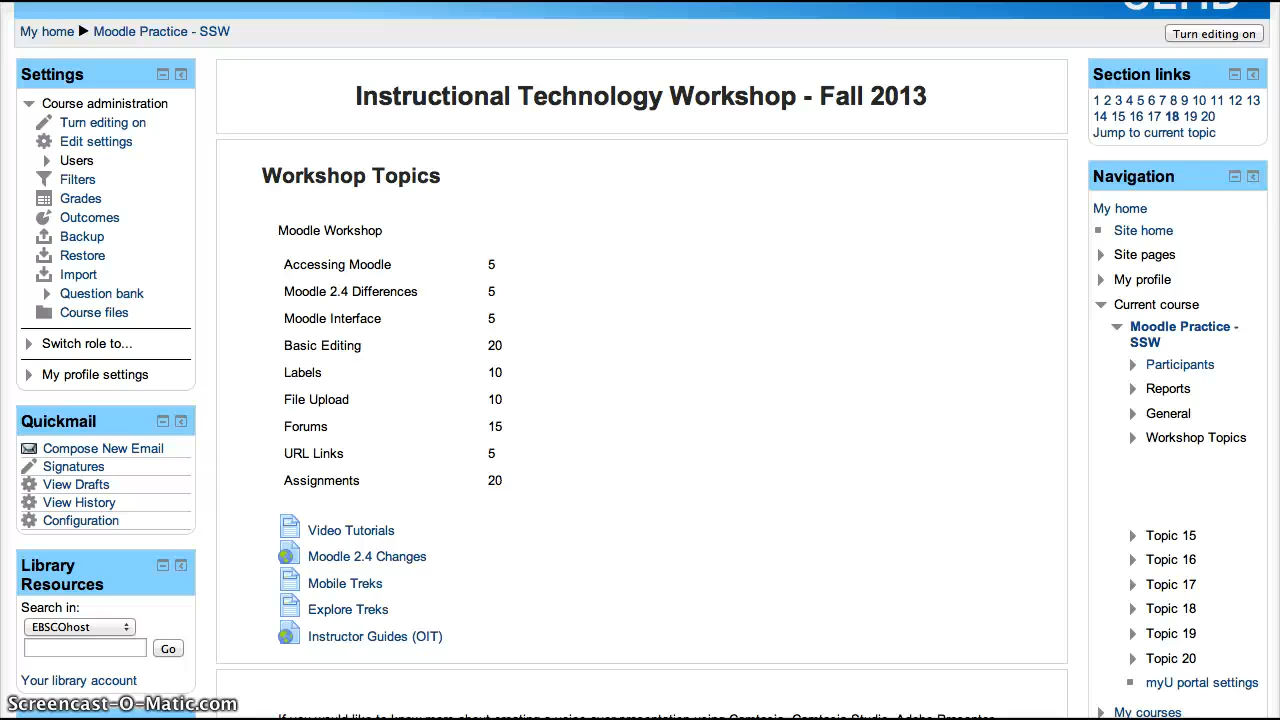 My home ▶ Moodle Practice - SSW
Turn editing on
Settings
Course administration
Turn editing on
Edit settings
Users
Filters
Grades
Outcomes
Backup
Restore
Import
Question bank
Course files
Switch role to...
My profile settings
Quickmail
Compose New Email
Signatures
View Drafts
View History
Configuration
Library
Resources
Search in:
EBSCOhost
Go
Your library account
Instructional Technology Workshop - Fall 2013
Workshop Topics
Moodle Workshop
Accessing Moodle 5
Moodle 2.4 Differences 5
Moodle Interface 5
Basic Editing 20
Labels 10
File Upload 10
Forums 15
URL Links 5
Assignments 20
Video Tutorials
Moodle 2.4 Changes
Mobile Treks
Explore Treks
Instructor Guides (OIT)
Section links
1 2 3 4 5 6 7 8 9 10 11 12 13
14 15 16 17 18 19 20
Jump to current topic
Navigation
My home
Site home
Site pages
My profile
Current course
Moodle Practice -
SSW
Participants
Reports
General
Workshop Topics
Topic 15
Topic 16
Topic 17
Topic 18
Topic 19
Topic 20
myU portal settings
My courses
Screencast-O-Matic.com